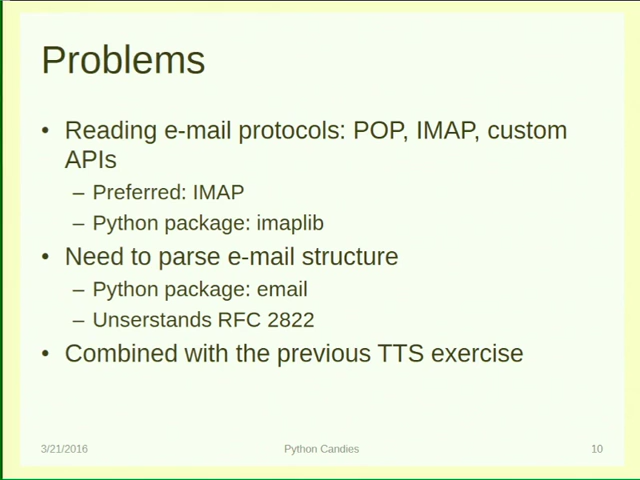 Problems
• Reading e-mail protocols: POP, IMAP, custom
APIs
– Preferred: IMAP
– Python package: imaplib
• Need to parse e-mail structure
– Python package: email
– Unserstands RFC 2822
• Combined with the previous TTS exercise
3/21/2016 Python Candies 10